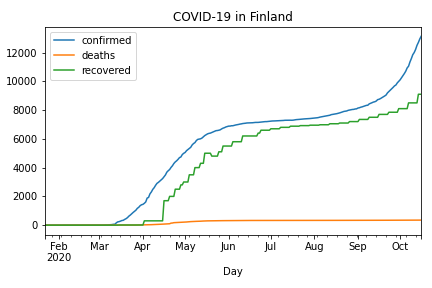 COVID-19 in Finland
confirmed
deaths
recovered
12000
10000
8000
6000
4000
2000
0
Feb Mar Apr May Jun Jul Aug Sep Oct
2020
Day